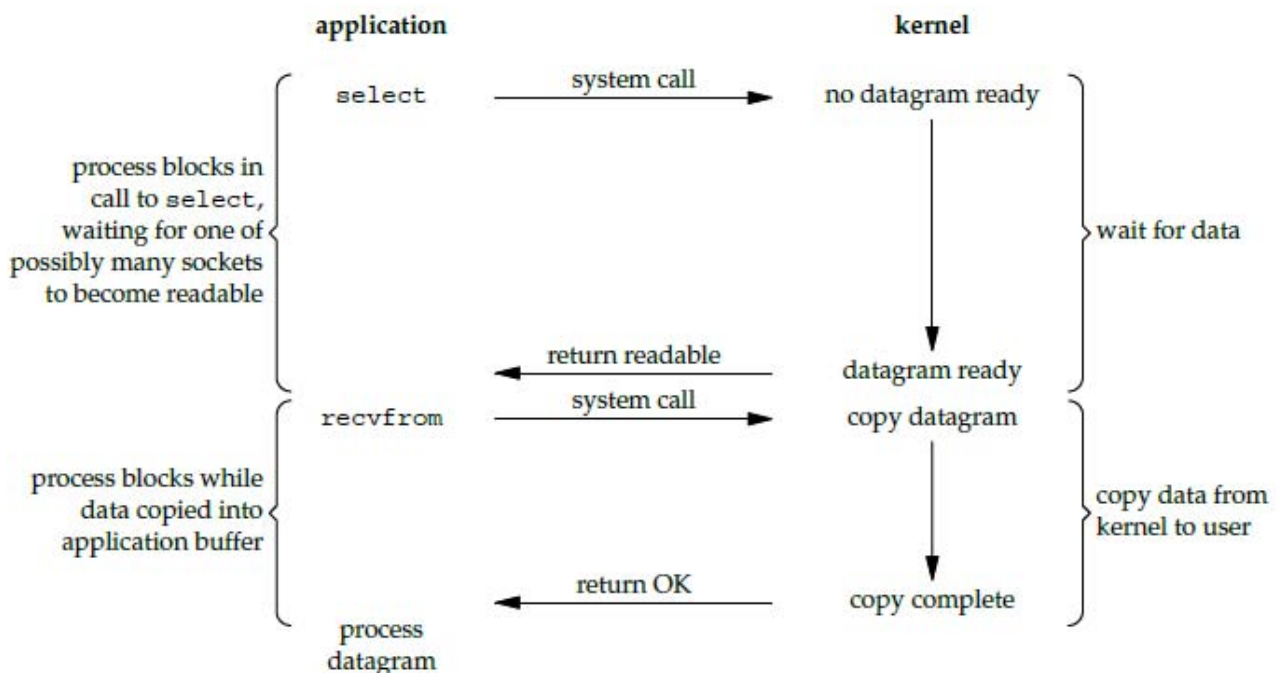 application
kernel
select
system call
no datagram ready
process blocks in
call to select,
waiting for one of
possibly many sockets
to become readable
wait for data
return readable
datagram ready
recvfrom
system call
copy datagram
process blocks while
data copied into
application buffer
copy data from
kernel to user
return OK
copy complete
process
datagram